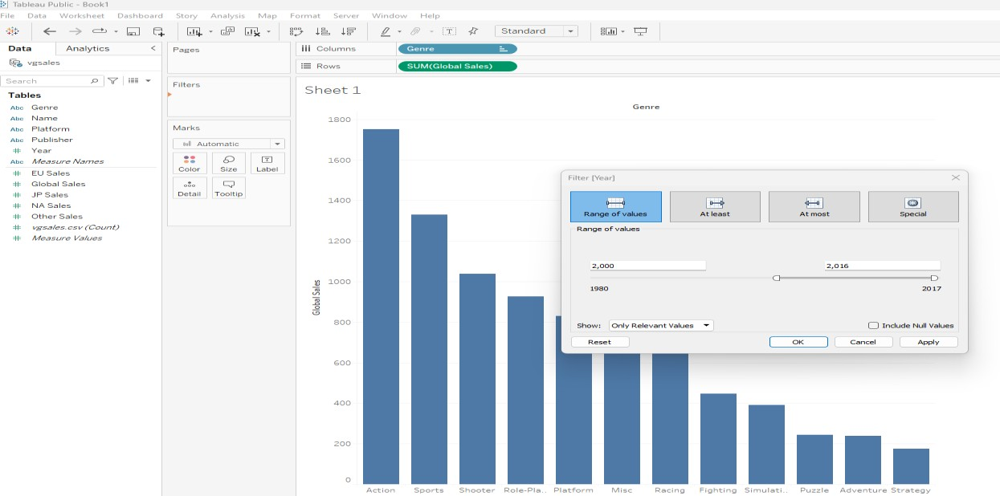 Tableau Public - Book1
File Data Worksheet Dashboard Story Analysis Map Format Server Window Help
Standard
Data Analytics <
vgsales
Search
Tables
Abc Genre
Abc Name
Abc Platform
Abc Publisher
# Year
Abc Measure Names
# EU Sales
# Global Sales
# JP Sales
# NA Sales
# Other Sales
# vgsales.csv (Count)
# Measure Values
Pages
Filters
Marks
Automatic
Color Size Label
Detail Tooltip
Columns Genre
Rows SUM(Global Sales)
Sheet 1
Genre
Global Sales
1800
1600
1400
1200
1000
800
600
400
200
0
Action Sports Shooter Role-Pla.. Platform Misc Racing Fighting Simulati.. Puzzle Adventure Strategy
Filter [Year]
Range of values At least At most Special
Range of values
2,000 2,016
1980 2017
Show: Only Relevant Values Include Null Values
Reset OK Cancel Apply